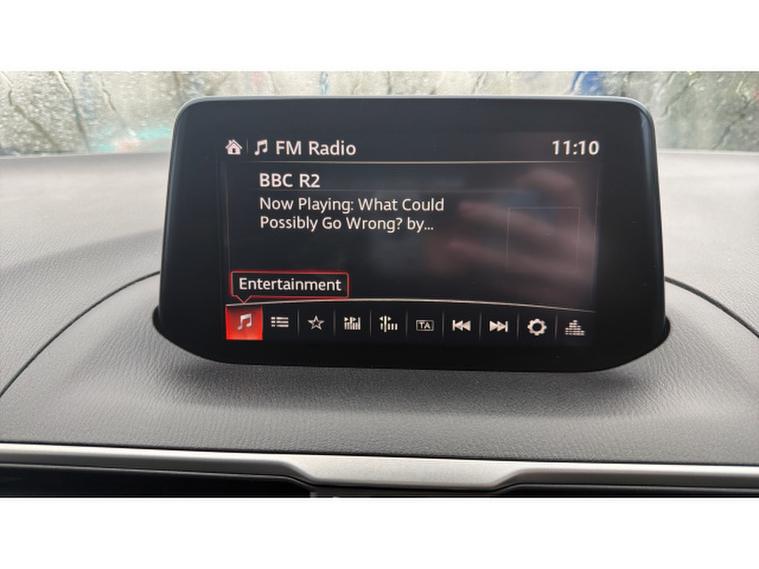 FM Radio 11:10
BBC R2
Now Playing: What Could
Possibly Go Wrong? by...
Entertainment
TA